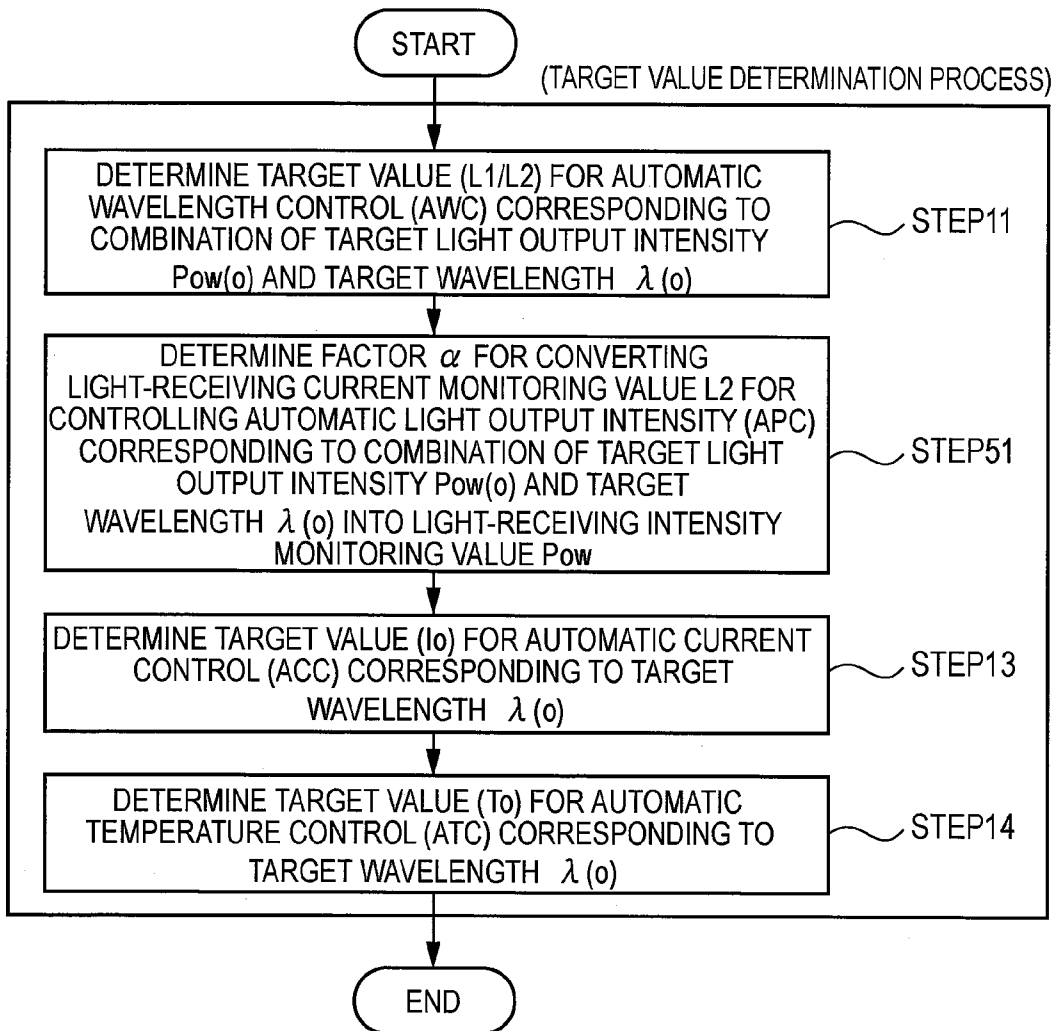 START
(TARGET VALUE DETERMINATION PROCESS)
DETERMINE TARGET VALUE (L1/L2) FOR AUTOMATIC
WAVELENGTH CONTROL (AWC) CORRESPONDING TO
COMBINATION OF TARGET LIGHT OUTPUT INTENSITY
Pow(o) AND TARGET WAVELENGTH λ(o)
STEP11
DETERMINE FACTOR α FOR CONVERTING
LIGHT-RECEIVING CURRENT MONITORING VALUE L2 FOR
CONTROLLING AUTOMATIC LIGHT OUTPUT INTENSITY (APC)
CORRESPONDING TO COMBINATION OF TARGET LIGHT
OUTPUT INTENSITY Pow(o) AND TARGET
WAVELENGTH λ(o) INTO LIGHT-RECEIVING INTENSITY
MONITORING VALUE Pow
STEP51
DETERMINE TARGET VALUE (Io) FOR AUTOMATIC CURRENT
CONTROL (ACC) CORRESPONDING TO TARGET
WAVELENGTH λ(o)
STEP13
DETERMINE TARGET VALUE (To) FOR AUTOMATIC
TEMPERATURE CONTROL (ATC) CORRESPONDING TO
TARGET WAVELENGTH λ(o)
STEP14
END